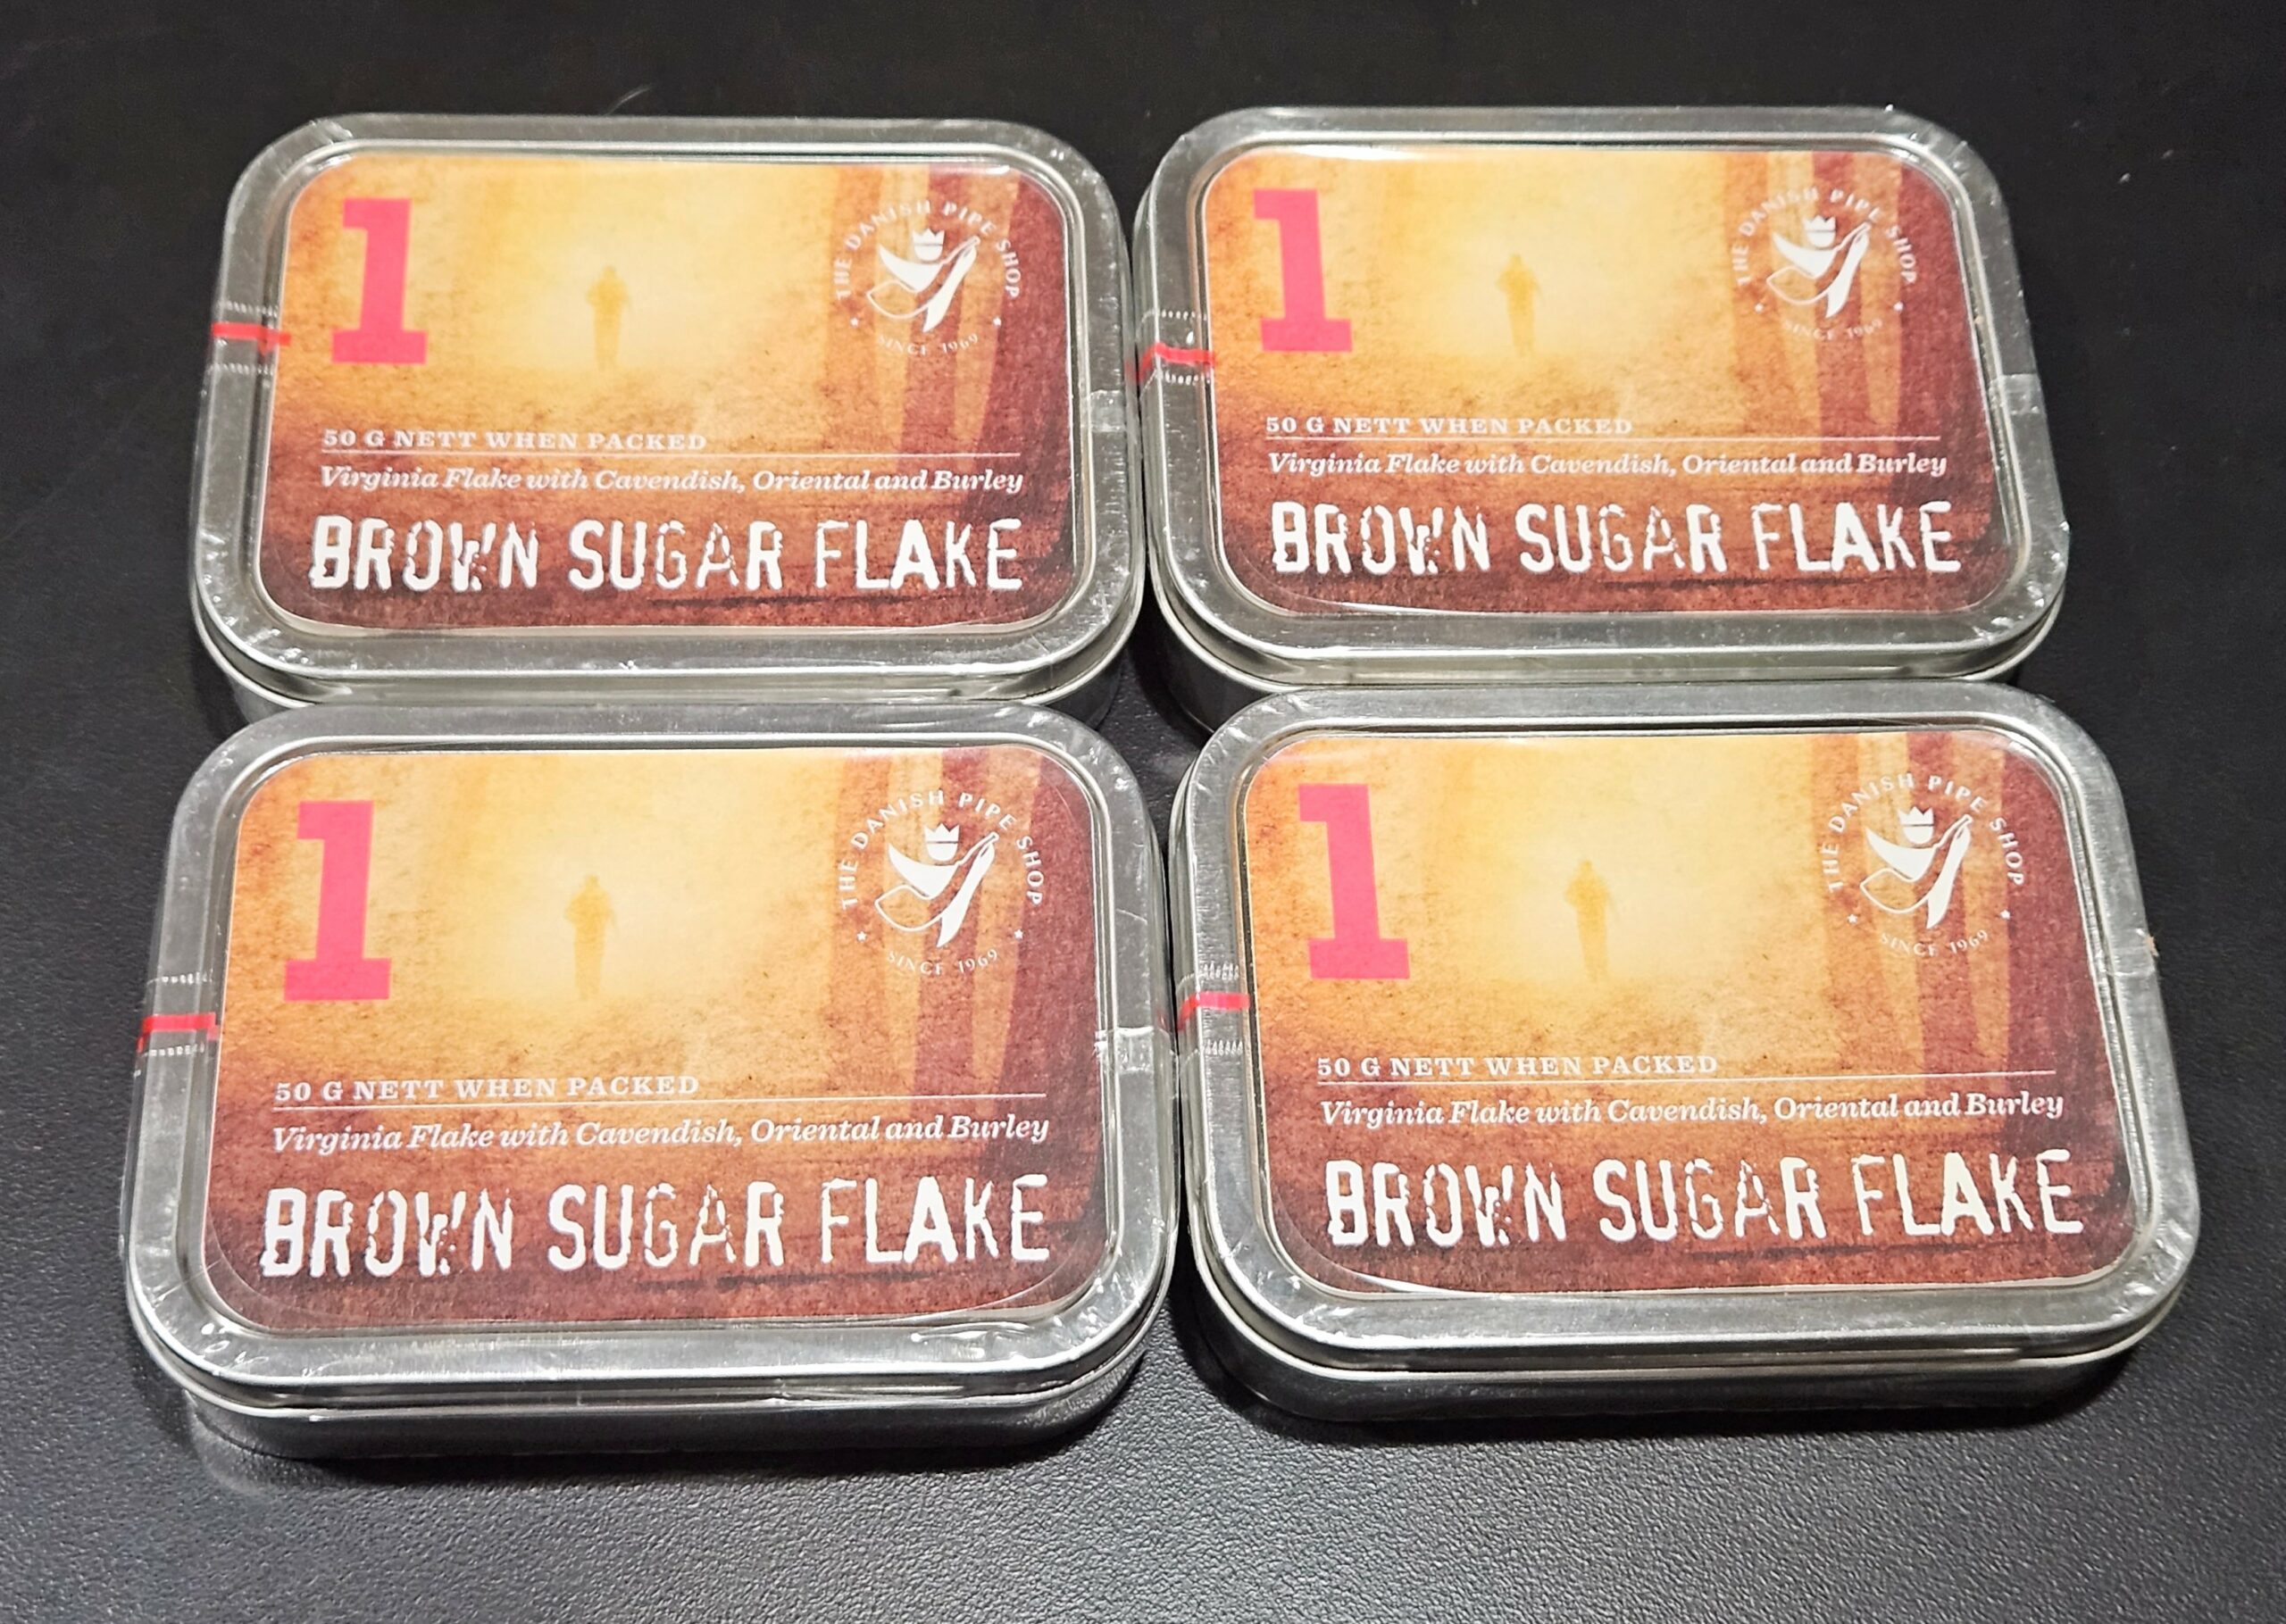 1
THE DANISH PIPE SHOP
SINCE 1969
50 G NETT WHEN PACKED
Virginia Flake with Cavendish, Oriental and Burley
BROWN SUGAR FLAKE
1
THE DANISH PIPE SHOP
SINCE 1969
50 G NETT WHEN PACKED
Virginia Flake with Cavendish, Oriental and Burley
BROWN SUGAR FLAKE
1
THE DANISH PIPE SHOP
SINCE 1969
50 G NETT WHEN PACKED
Virginia Flake with Cavendish, Oriental and Burley
BROWN SUGAR FLAKE
1
THE DANISH PIPE SHOP
SINCE 1969
50 G NETT WHEN PACKED
Virginia Flake with Cavendish, Oriental and Burley
BROWN SUGAR FLAKE